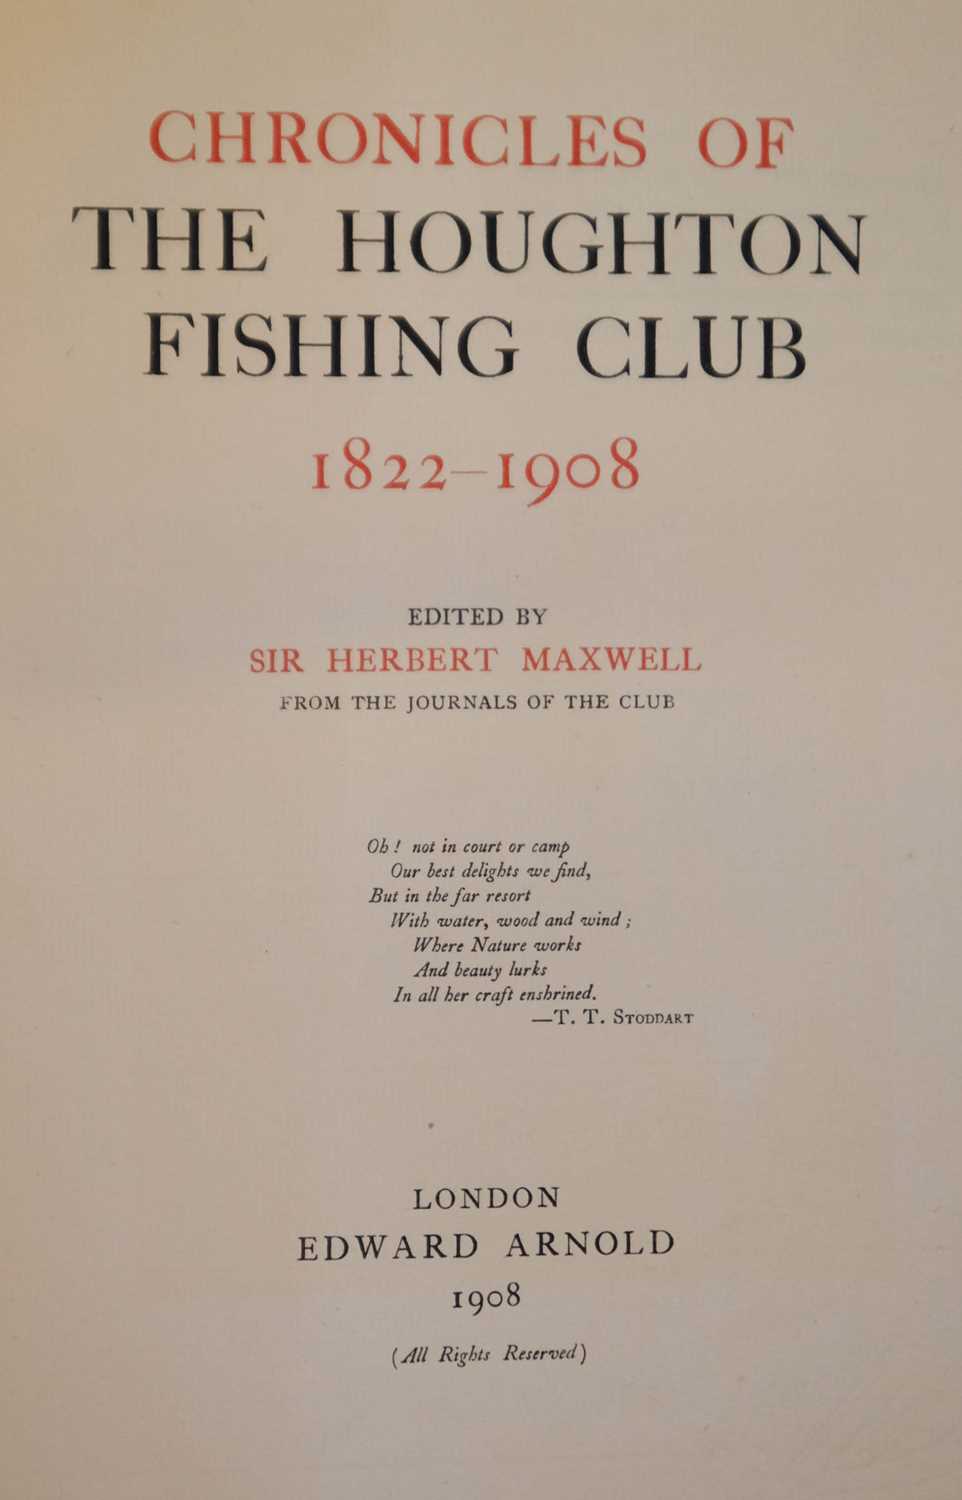 CHRONICLES OF
THE HOUGHTON
FISHING CLUB
1822–1908
EDITED BY
SIR HERBERT MAXWELL
FROM THE JOURNALS OF THE CLUB
Oh! not in court or camp
Our best delights we find,
But in the far resort
With water, wood and wind;
Where Nature works
And beauty lurks
In all her craft enshrined.
—T. T. STODDART
LONDON
EDWARD ARNOLD
1908
(All Rights Reserved)